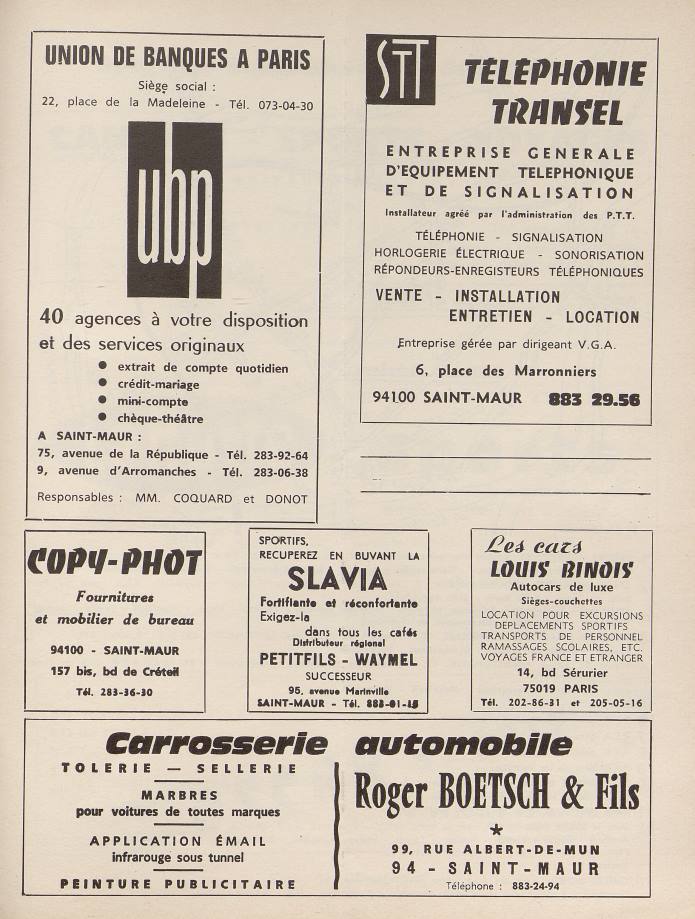 UNION DE BANQUES A PARIS
Siège social :
22, place de la Madeleine - Tél. 073-04-30
ubp
40 agences à votre disposition
et des services originaux
● extrait de compte quotidien
● crédit-mariage
● mini-compte
● chèque-théâtre
A SAINT-MAUR :
75, avenue de la République - Tél. 283-92-64
9, avenue d'Arromanches - Tél. 283-06-38
Responsables : MM. COQUARD et DONOT
STT
TÉLÉPHONIE
TRANSEL
ENTREPRISE GENERALE
D'EQUIPEMENT TELEPHONIQUE
ET DE SIGNALISATION
Installateur agréé par l'administration des P.T.T.
TÉLÉPHONIE - SIGNALISATION
HORLOGERIE ÉLECTRIQUE - SONORISATION
RÉPONDEURS-ENREGISTEURS TÉLÉPHONIQUES
VENTE - INSTALLATION
ENTRETIEN - LOCATION
Entreprise gérée par dirigeant V.G.A.
6, place des Marronniers
94100 SAINT-MAUR 883 29.56
COPY-PHOT
Fournitures
et mobilier de bureau
94100 - SAINT-MAUR
157 bis, bd de Créteil
Tél. 283-36-30
SPORTIFS,
RECUPEREZ EN BUVANT LA
SLAVIA
Fortifiante et réconfortante
Exigez-la
dans tous les cafés
Distributeur régional
PETITFILS - WAYMEL
SUCCESSEUR
95, avenue Marinville
SAINT-MAUR - Tél. 883-01-15
Les cars
LOUIS BINOIS
Autocars de luxe
Sièges-couchettes
LOCATION POUR EXCURSIONS
DEPLACEMENTS SPORTIFS
TRANSPORTS DE PERSONNEL
RAMASSAGES SCOLAIRES, ETC.
VOYAGES FRANCE ET ETRANGER
14, bd Sérurier
75019 PARIS
Tél. 202-86-31 et 205-05-16
Carrosserie automobile
TOLERIE — SELLERIE
MARBRES
pour voitures de toutes marques
APPLICATION ÉMAIL
infrarouge sous tunnel
PEINTURE PUBLICITAIRE
Roger BOETSCH & Fils
★
99, RUE ALBERT-DE-MUN
94 - SAINT-MAUR
Téléphone : 883-24-94